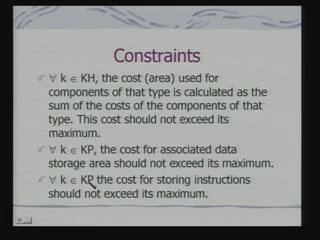 Constraints
∀ k ∈ KH, the cost (area) used for
components of that type is calculated as the
sum of the costs of the components of that
type. This cost should not exceed its
maximum.
∀ k ∈ KP, the cost for associated data
storage area should not exceed its maximum.
∀ k ∈ KP the cost for storing instructions
should not exceed its maximum.